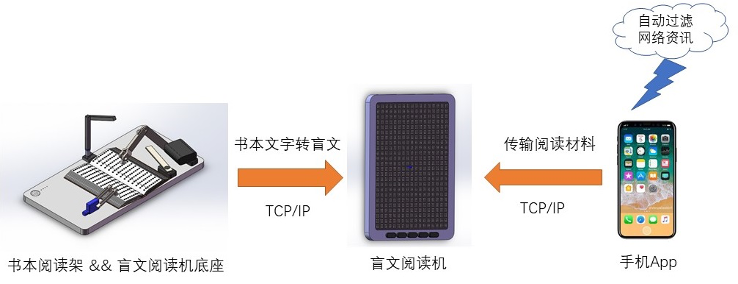 自动过滤
网络资讯
书本文字转盲文
TCP/IP
传输阅读材料
TCP/IP
书本阅读架 && 盲文阅读机底座
盲文阅读机
手机App